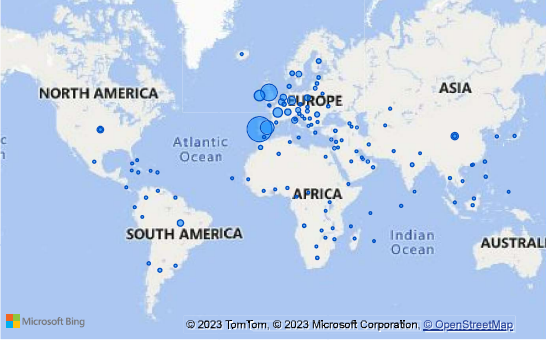 NORTH AMERICA
EUROPE
ASIA
Atlantic
Ocean
AFRICA
SOUTH AMERICA
Indian
Ocean
AUSTRAL
Microsoft Bing
© 2023 TomTom, © 2023 Microsoft Corporation, © OpenStreetMap